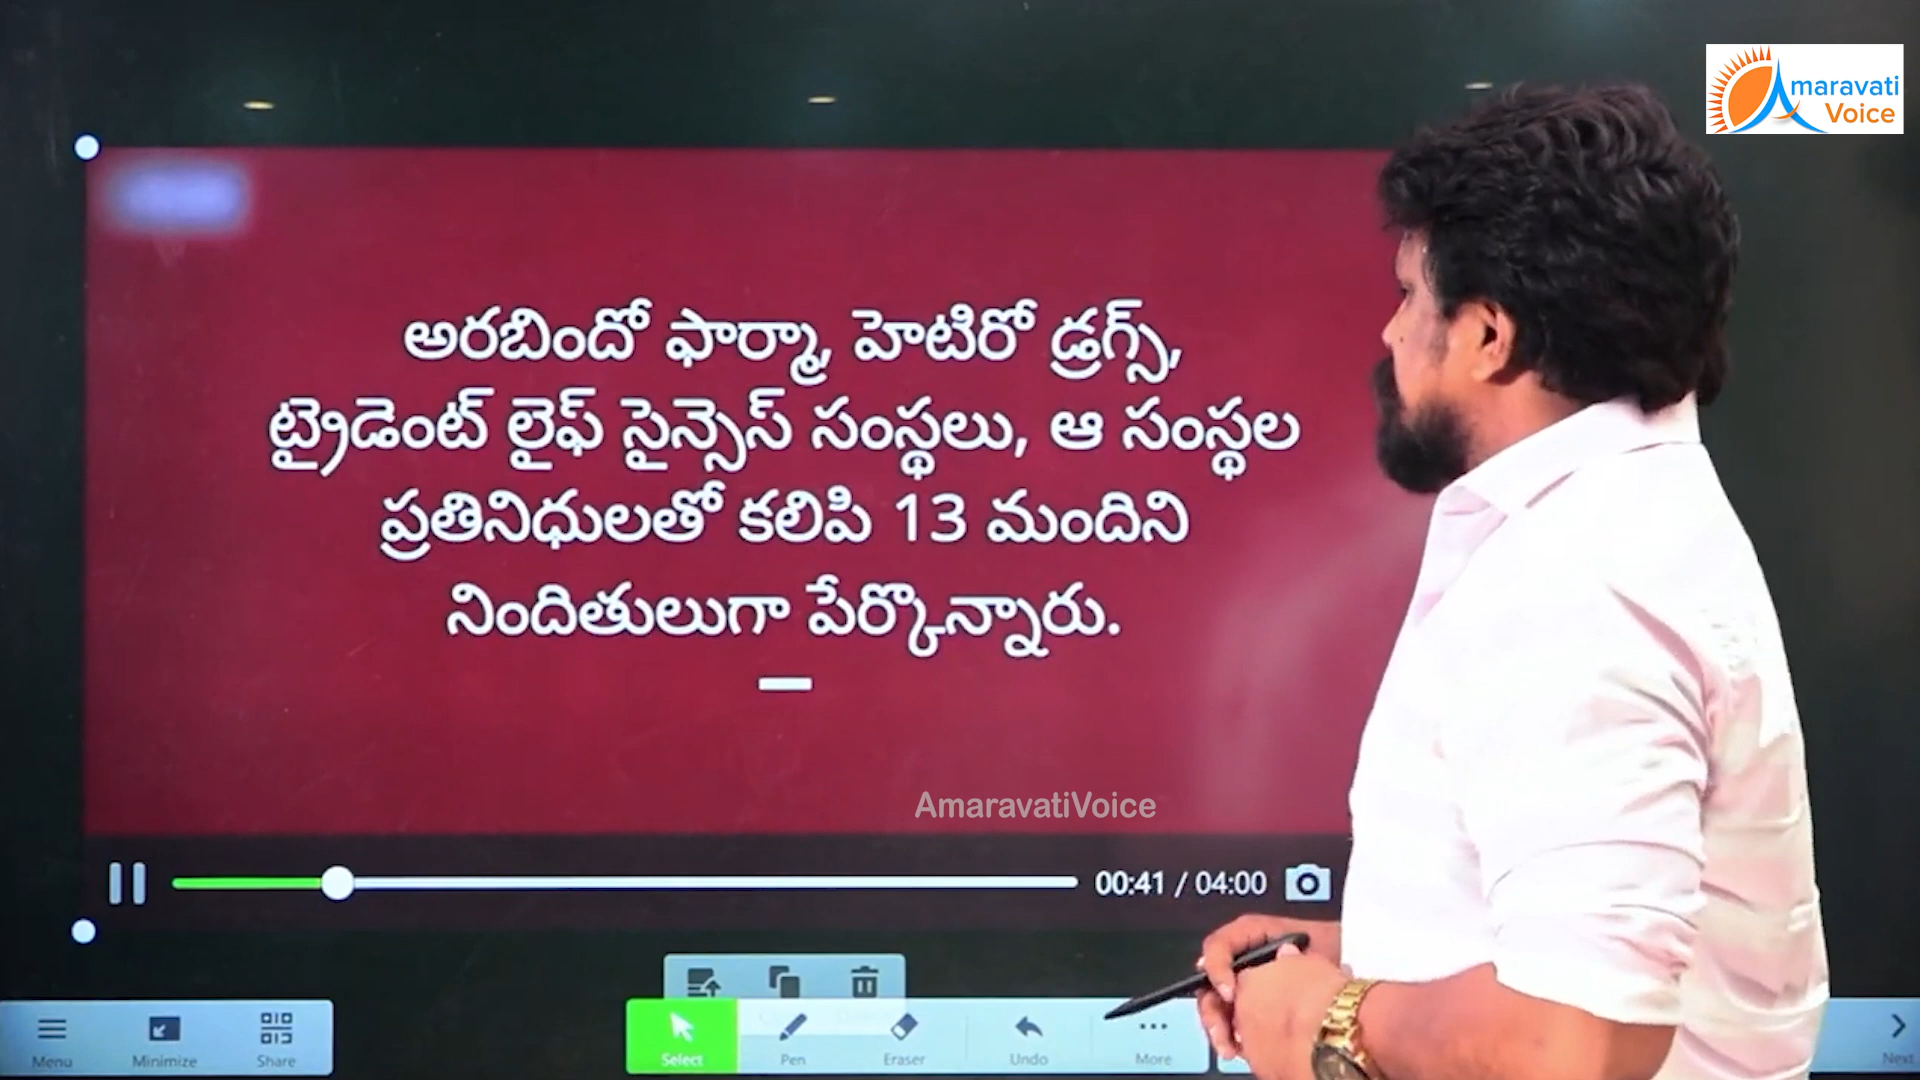 Amaravati
Voice
అరబిందో ఫార్మా, హెటిరో డ్రగ్స్,
ట్రైడెంట్ లైఫ్ సైన్సెస్ సంస్థలు, ఆ సంస్థల
ప్రతినిధులతో కలిపి 13 మందిని
నిందితులుగా పేర్కొన్నారు.
AmaravatiVoice
00:41 / 04:00
Menu Minimize Share Select Pen Eraser Undo More Next